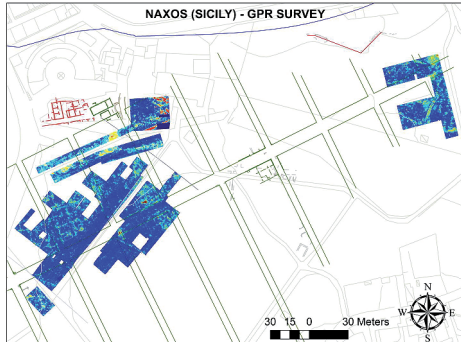 NAXOS (SICILY) - GPR SURVEY
N
W E
S
30 15 0 30 Meters